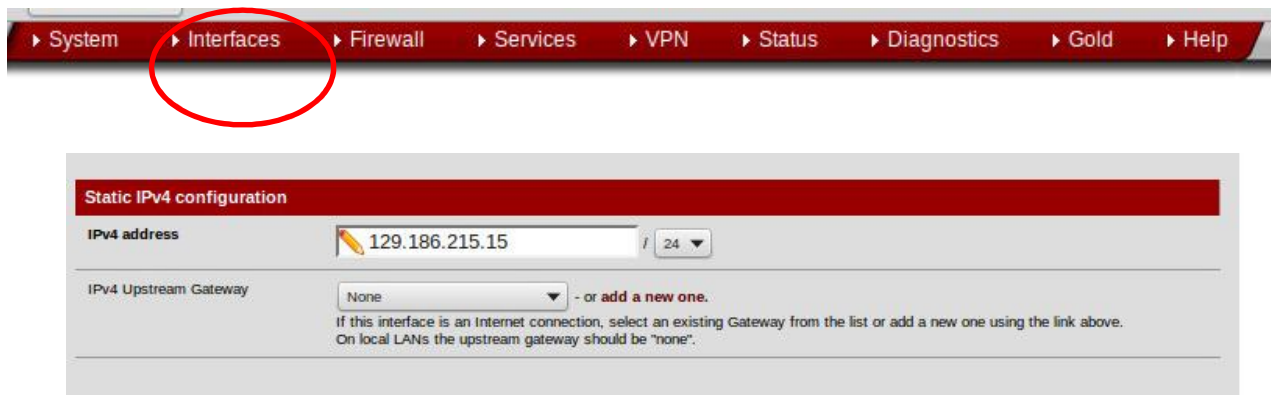 System Interfaces Firewall Services VPN Status Diagnostics Gold Help
Static IPv4 configuration
IPv4 address 129.186.215.15 / 24
IPv4 Upstream Gateway None - or add a new one.
If this interface is an Internet connection, select an existing Gateway from the list or add a new one using the link above.
On local LANs the upstream gateway should be "none".